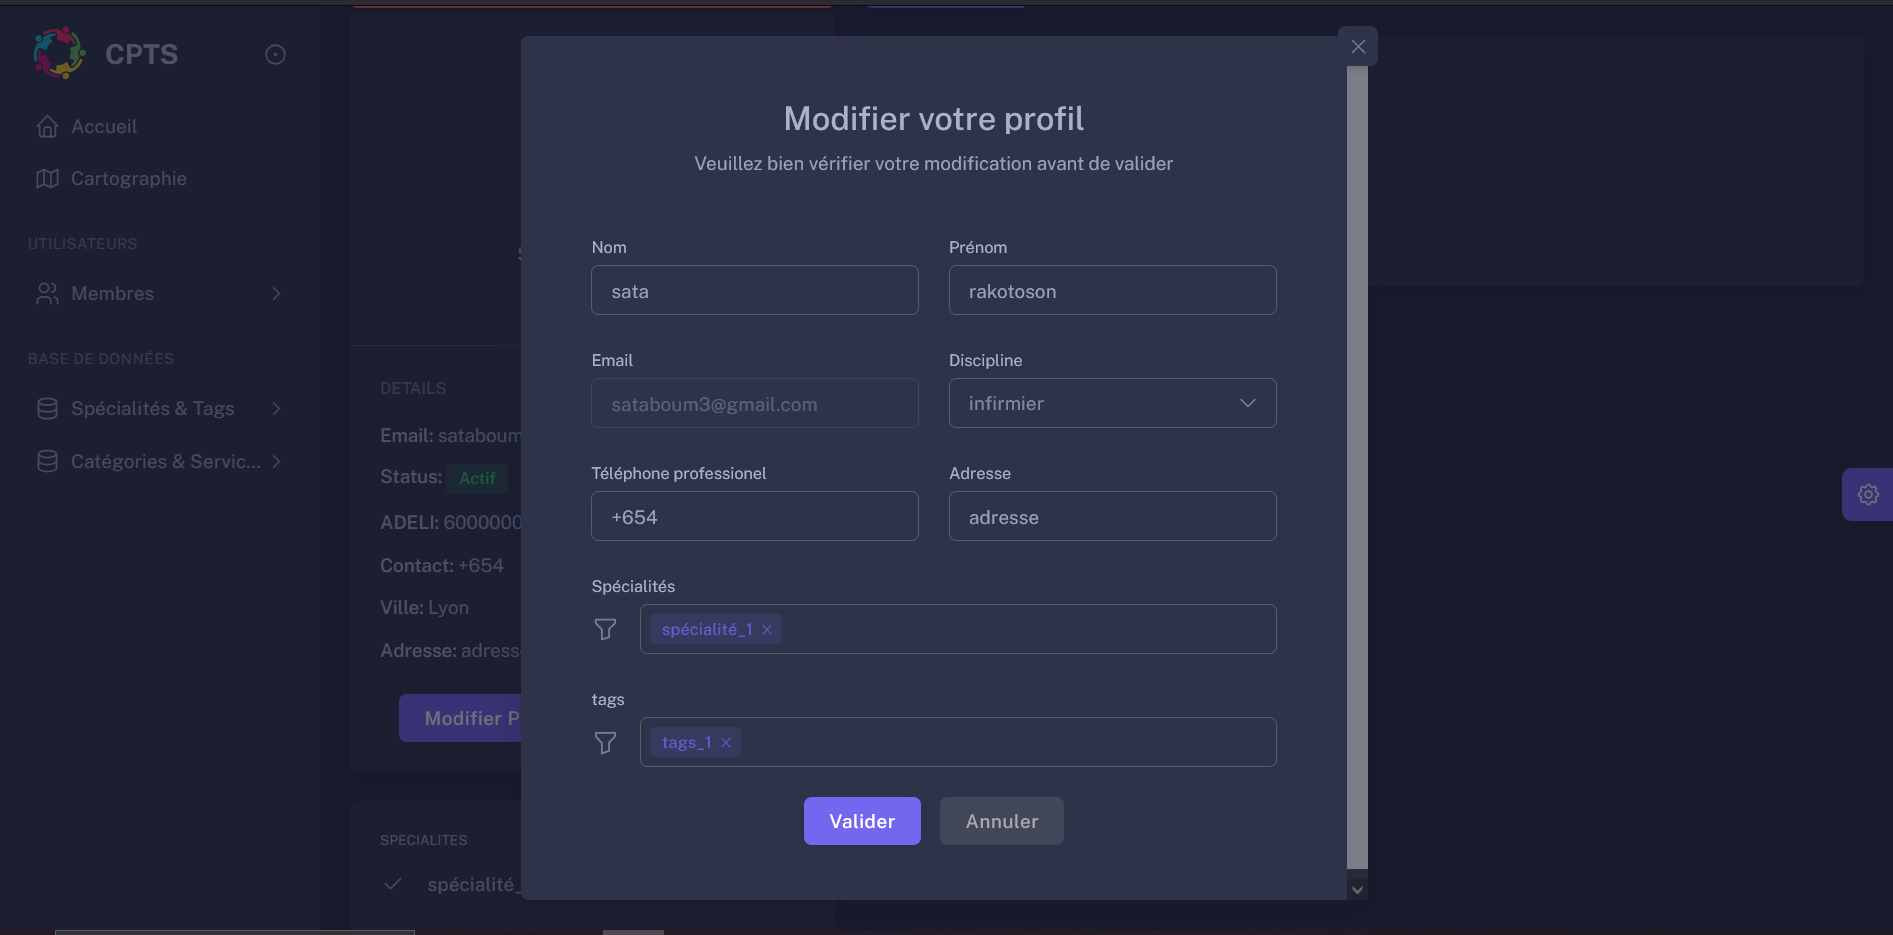 CPTS
Accueil
Cartographie
UTILISATEURS
Membres
BASE DE DONNÉES
Spécialités & Tags
Catégories & Servic...
DETAILS
Email: sataboum
Status: Actif
ADELI: 6000000
Contact: +654
Ville: Lyon
Adresse: adress
Modifier P
SPECIALITES
spécialité_
Modifier votre profil
Veuillez bien vérifier votre modification avant de valider
Nom
Prénom
sata
rakotoson
Email
Discipline
sataboum3@gmail.com
infirmier
Téléphone professionel
Adresse
+654
adresse
Spécialités
spécialité_1
tags
tags_1
Valider
Annuler